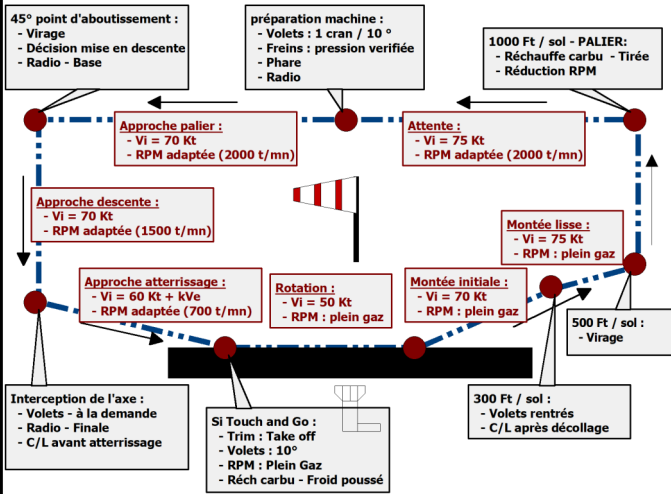 45° point d'aboutissement :
- Virage
- Décision mise en descente
- Radio - Base
préparation machine :
- Volets : 1 cran / 10 °
- Freins : pression verifiée
- Phare
- Radio
1000 Ft / sol - PALIER:
- Réchauffe carbu - Tirée
- Réduction RPM
Approche palier :
- Vi = 70 Kt
- RPM adaptée (2000 t/mn)
Attente :
- Vi = 75 Kt
- RPM adaptée (2000 t/mn)
Approche descente :
- Vi = 70 Kt
- RPM adaptée (1500 t/mn)
Montée lisse :
- Vi = 75 Kt
- RPM : plein gaz
Approche atterrissage :
- Vi = 60 Kt + kVe
- RPM adaptée (700 t/mn)
Rotation :
- Vi = 50 Kt
- RPM : plein gaz
Montée initiale :
- Vi = 70 Kt
- RPM : plein gaz
500 Ft / sol :
- Virage
Interception de l'axe :
- Volets - à la demande
- Radio - Finale
- C/L avant atterrissage
Si Touch and Go :
- Trim : Take off
- Volets : 10°
- RPM : Plein Gaz
- Réch carbu - Froid poussé
300 Ft / sol :
- Volets rentrés
- C/L après décollage